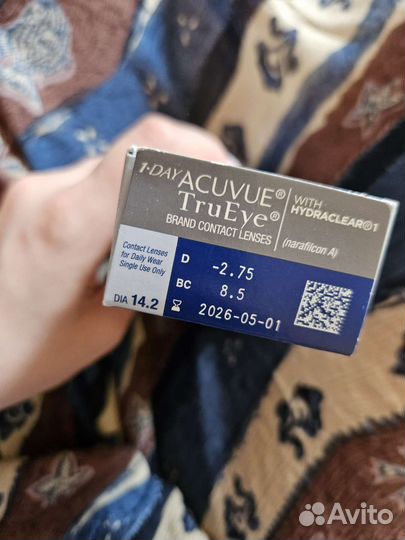 1-DAY ACUVUE®
TruEye®
BRAND CONTACT LENSES
WITH
HYDRACLEAR®1
(narafilcon A)
Contact Lenses
for Daily Wear
Single Use Only
DIA 14.2
D -2.75
BC 8.5
2026-05-01
Avito